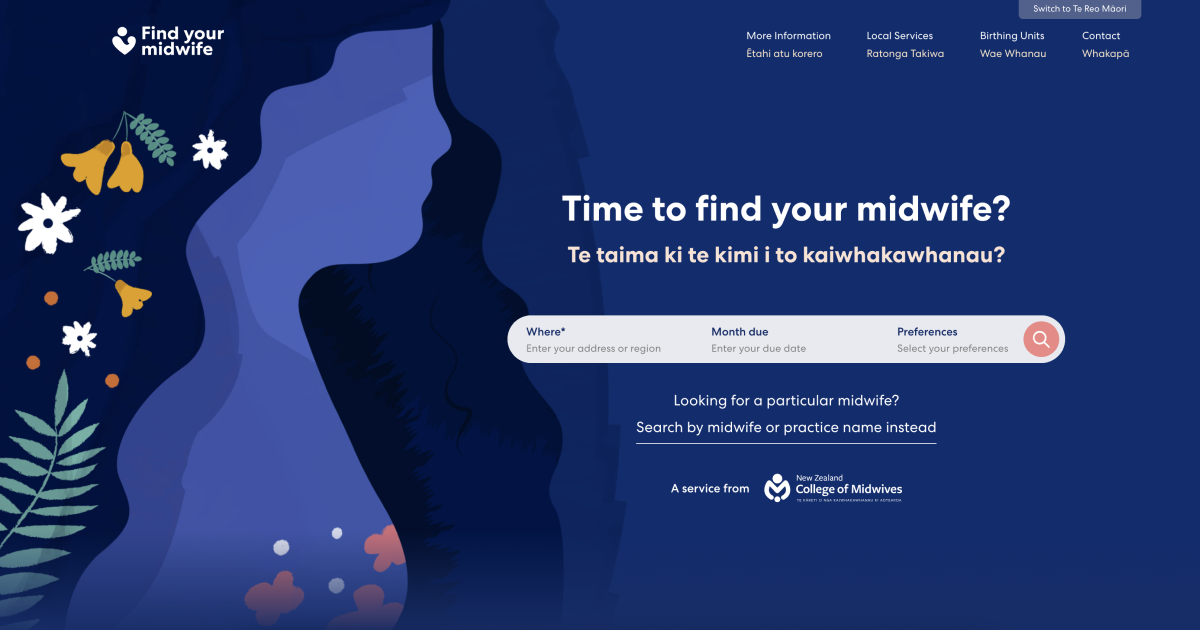 Switch to Te Reo Māori
Find your
midwife
More Information
Ētahi atu korero
Local Services
Ratonga Takiwa
Birthing Units
Wae Whanau
Contact
Whakapā
Time to find your midwife?
Te taima ki te kimi i to kaiwhakawhanau?
Where*
Enter your address or region
Month due
Enter your due date
Preferences
Select your preferences
Looking for a particular midwife?
Search by midwife or practice name instead
A service from
New Zealand
College of Midwives